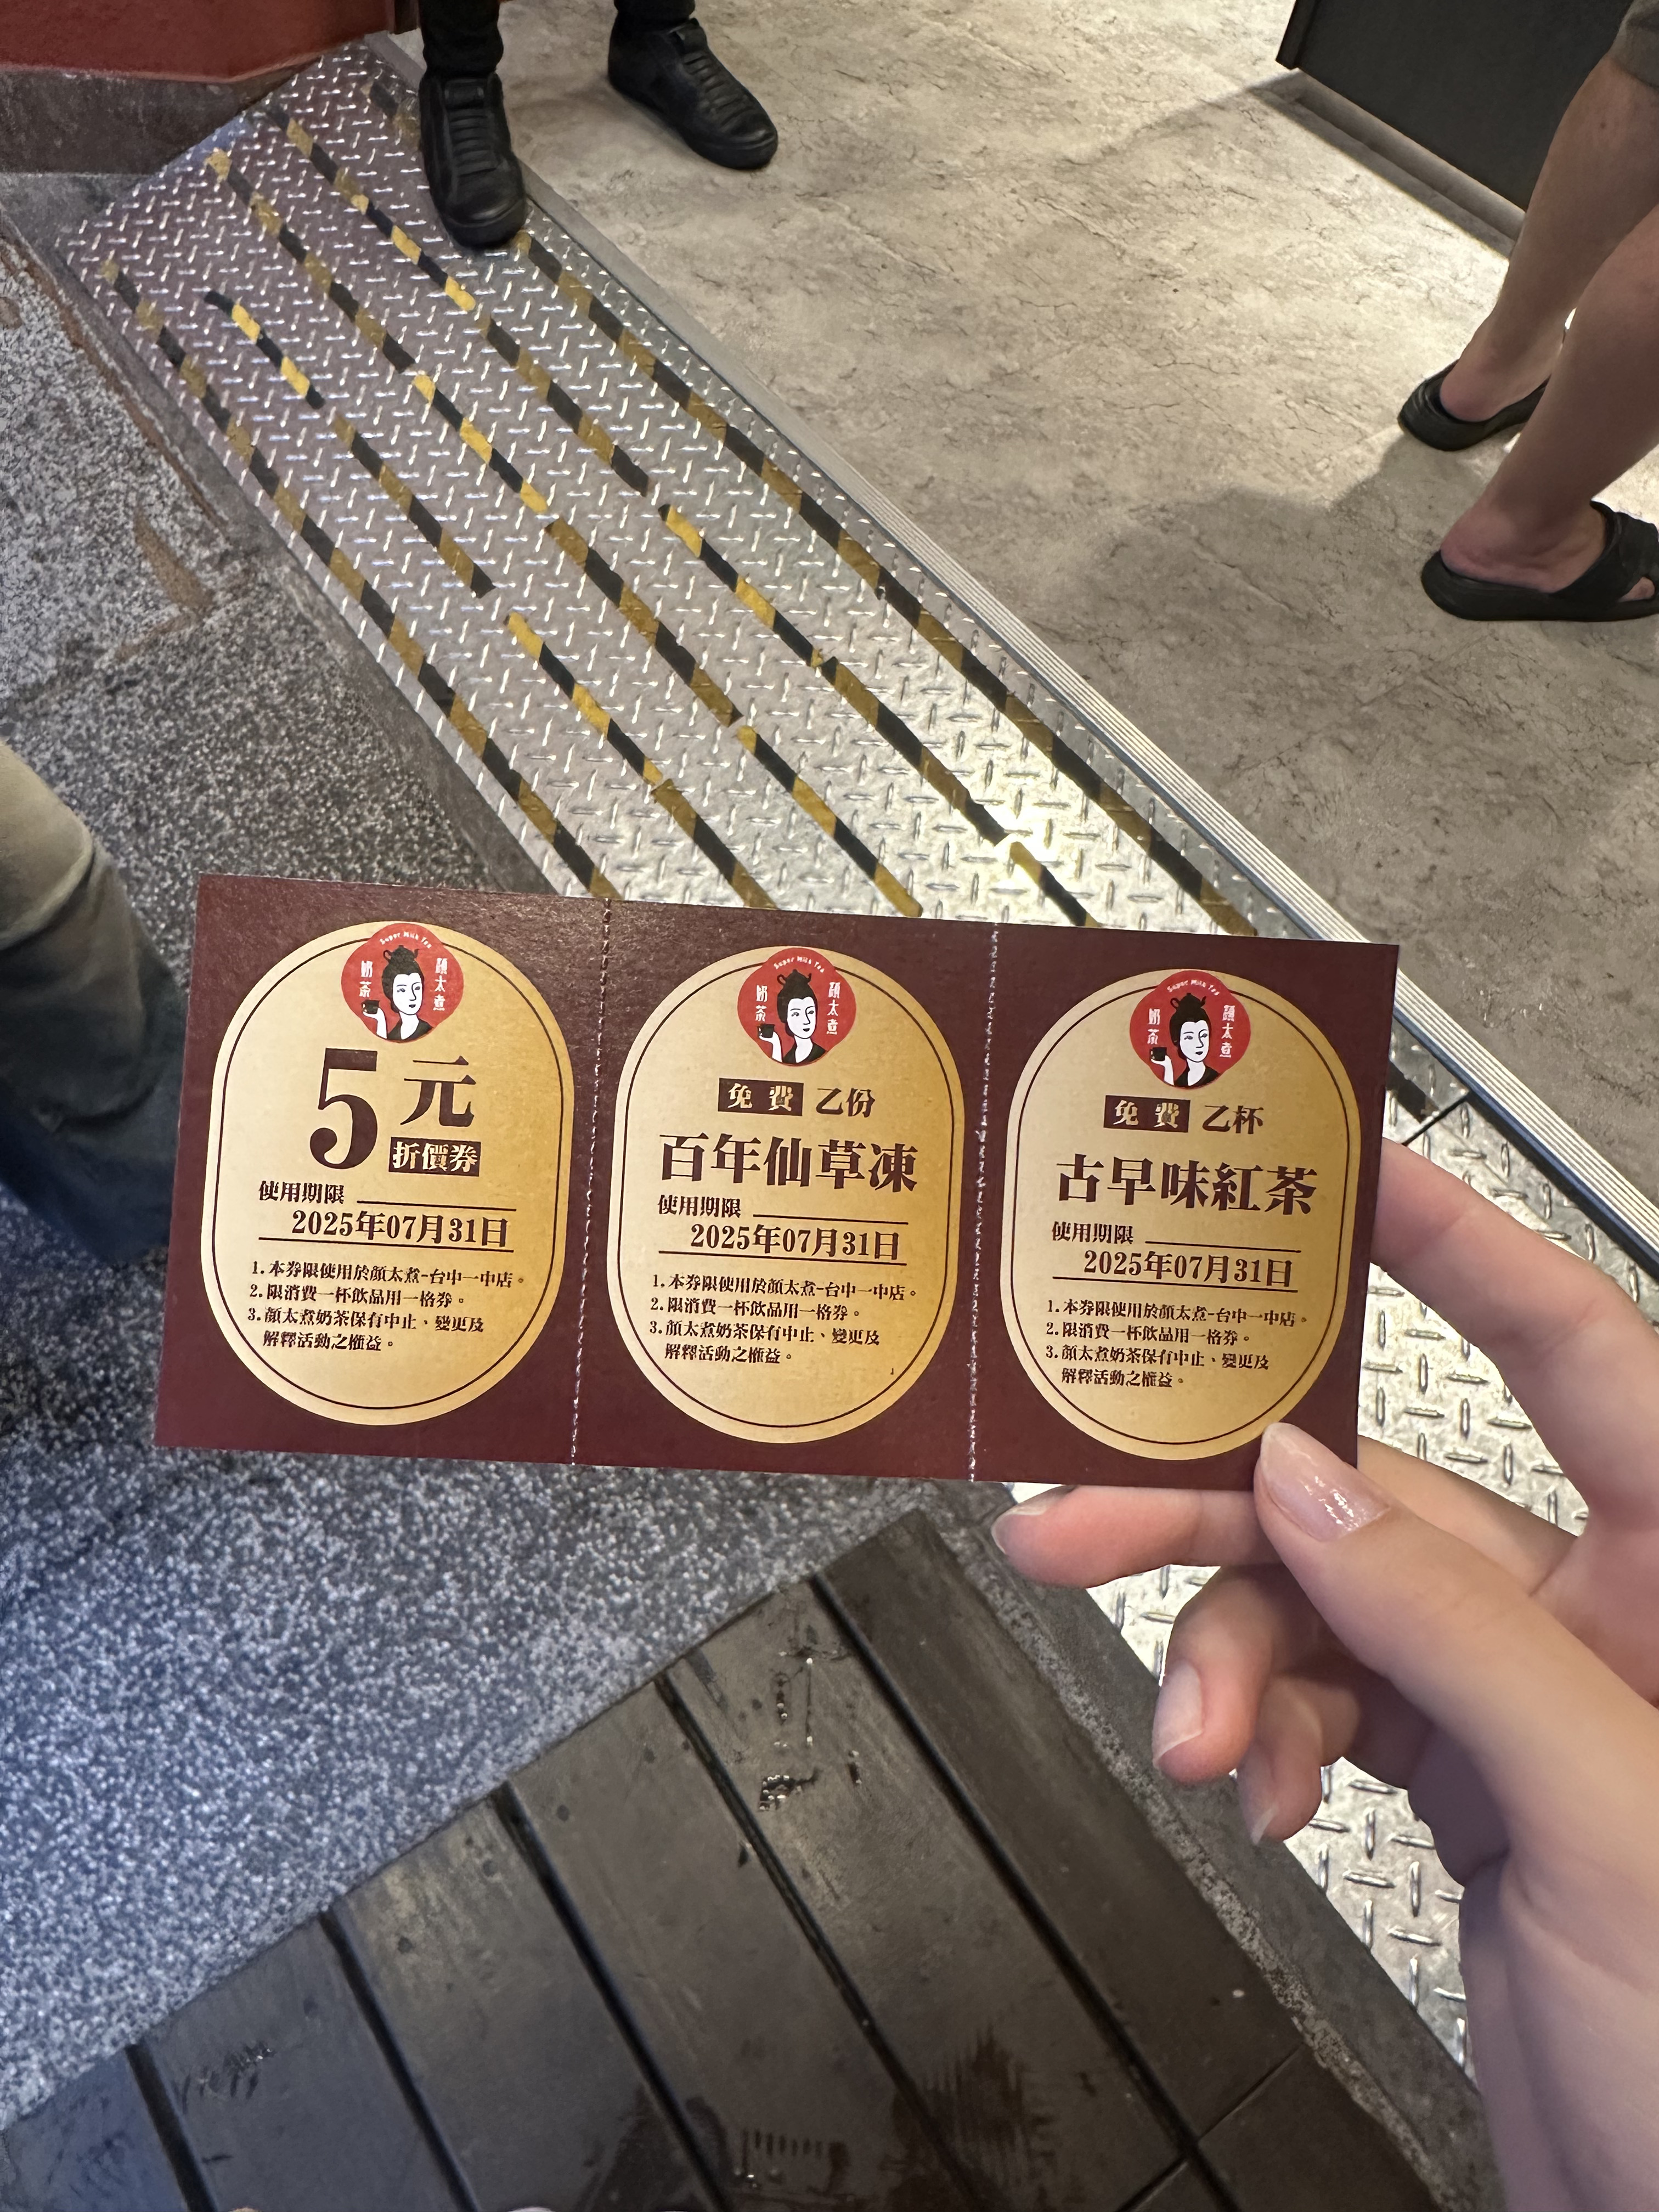 Super Milk Tea
顏太煮
奶茶
5元
折價券
使用期限
2025年07月31日
1.本券限使用於顏太煮-台中一中店。
2.限消費一杯飲品用一格券。
3.顏太煮奶茶保有中止、變更及
解釋活動之權益。
Super Milk Tea
顏太煮
奶茶
免費 乙份
百年仙草凍
使用期限
2025年07月31日
1.本券限使用於顏太煮-台中一中店。
2.限消費一杯飲品用一格券。
3.顏太煮奶茶保有中止、變更及
解釋活動之權益。
Super Milk Tea
顏太煮
奶茶
免費 乙杯
古早味紅茶
使用期限
2025年07月31日
1.本券限使用於顏太煮-台中一中店。
2.限消費一杯飲品用一格券。
3.顏太煮奶茶保有中止、變更及
解釋活動之權益。